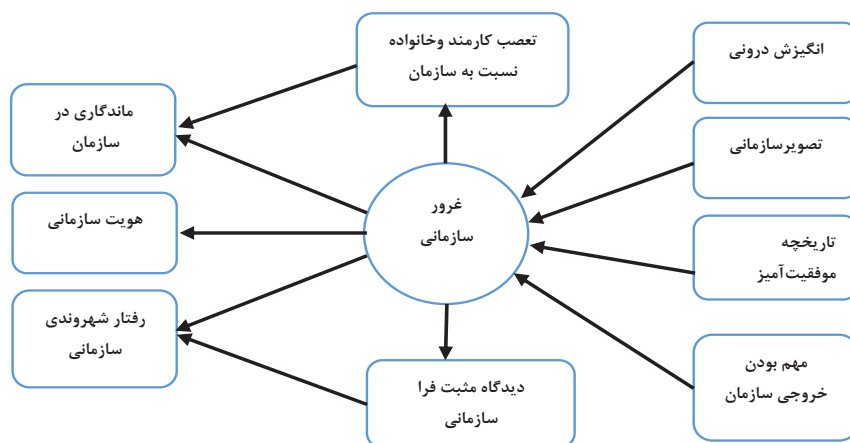 انگیزش درونی
تصویرسازمانی
تاریخچه
موفقیت‌آمیز
مهم بودن
خروجی سازمان
تعصب کارمند وخانواده
نسبت به سازمان
غرور
سازمانی
دیدگاه مثبت فرا
سازمانی
ماندگاری در
سازمان
هویت سازمانی
رفتار شهروندی
سازمانی